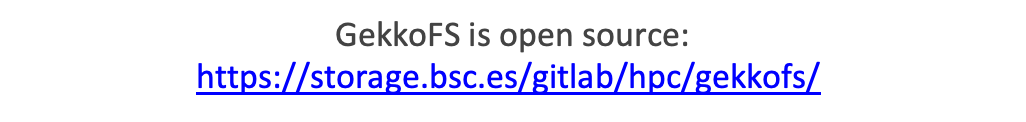 GekkoFS is open source:
https://storage.bsc.es/gitlab/hpc/gekkofs/